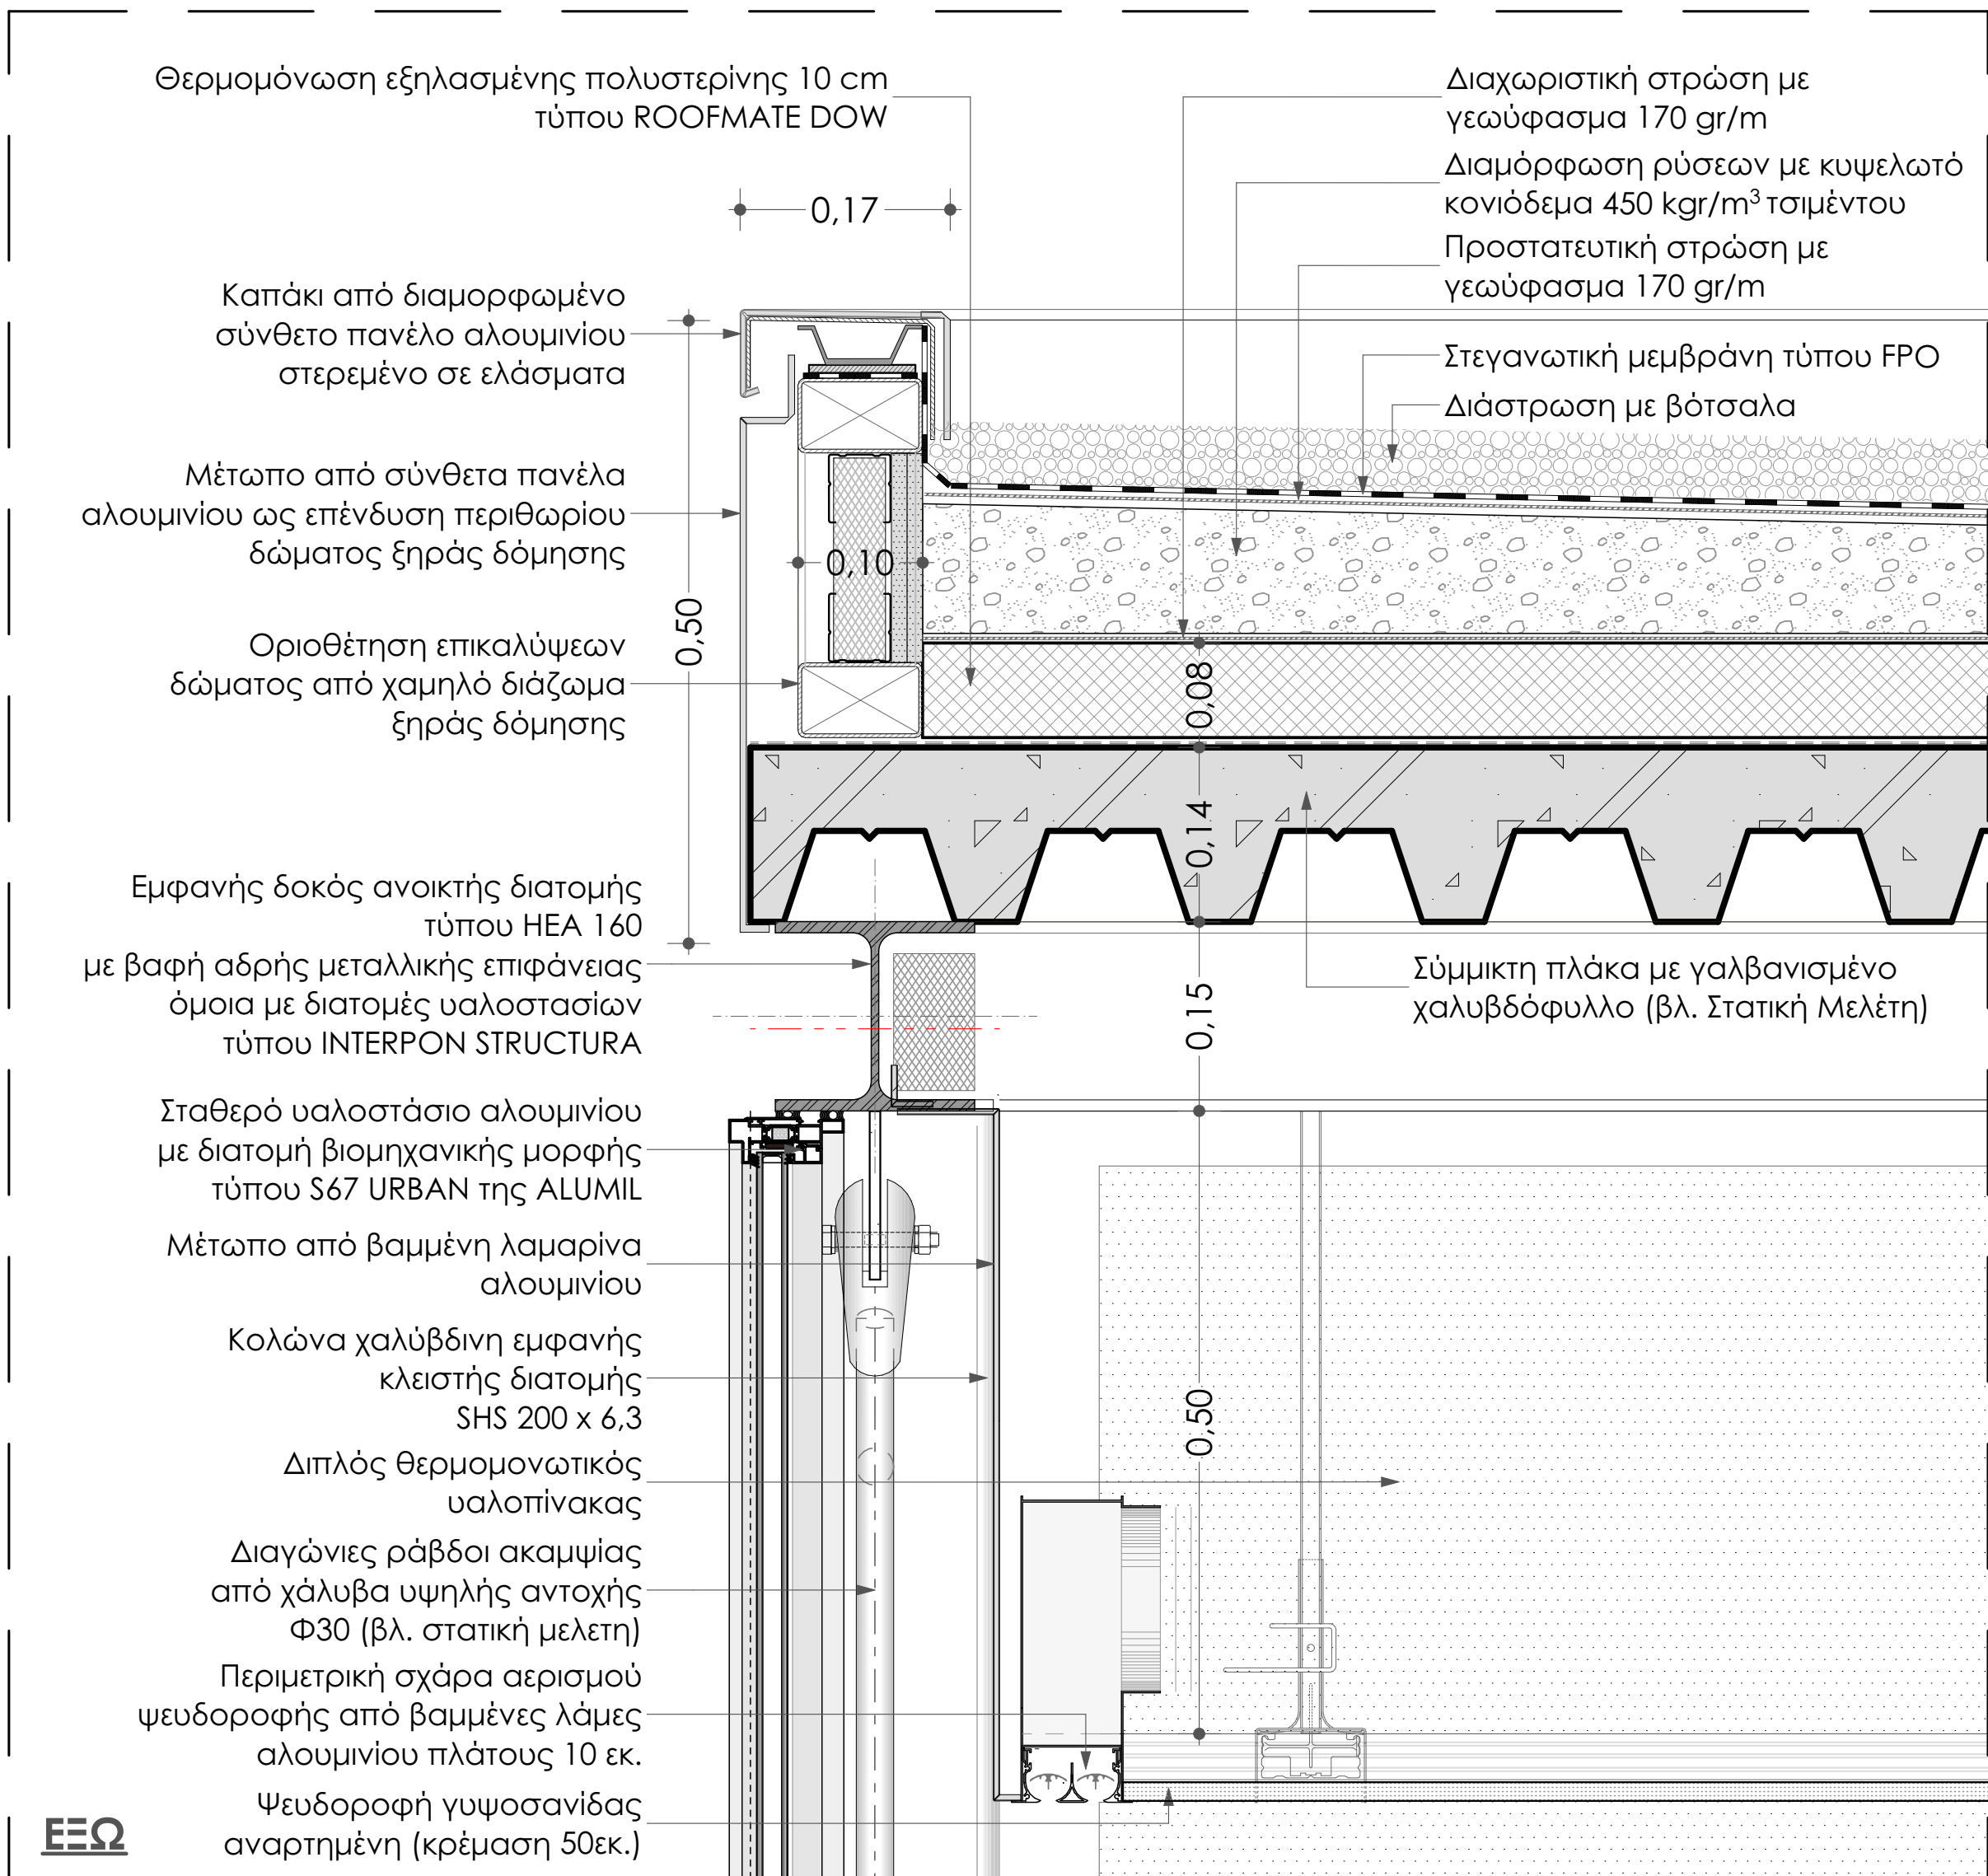 Θερμομόνωση εξηλασμένης πολυστερίνης 10 cm
τύπου ROOFMATE DOW
0,17
Καπάκι από διαμορφωμένο
σύνθετο πανέλο αλουμινίου
στερεμένο σε ελάσματα
Μέτωπο από σύνθετα πανέλα
αλουμινίου ως επένδυση περιθωρίου
δώματος ξηράς δόμησης
0,10
0,50
Οριοθέτηση επικαλύψεων
δώματος από χαμηλό διάζωμα
ξηράς δόμησης
Εμφανής δοκός ανοικτής διατομής
τύπου HEA 160
με βαφή αδρής μεταλλικής επιφάνειας
όμοια με διατομές υαλοστασίων
τύπου INTERPON STRUCTURA
Σταθερό υαλοστάσιο αλουμινίου
με διατομή βιομηχανικής μορφής
τύπου S67 URBAN της ALUMIL
Μέτωπο από βαμμένη λαμαρίνα
αλουμινίου
Κολώνα χαλύβδινη εμφανής
κλειστής διατομής
SHS 200 x 6,3
Διπλός θερμομονωτικός
υαλοπίνακας
Διαγώνιες ράβδοι ακαμψίας
από χάλυβα υψηλής αντοχής
Φ30 (βλ. στατική μελετη)
Περιμετρική σχάρα αερισμού
ψευδοροφής από βαμμένες λάμες
αλουμινίου πλάτους 10 εκ.
Ψευδοροφή γυψοσανίδας
αναρτημένη (κρέμαση 50εκ.)
ΕΞΩ
Διαχωριστική στρώση με
γεωύφασμα 170 gr/m
Διαμόρφωση ρύσεων με κυψελωτό
κονιόδεμα 450 kgr/m³ τσιμέντου
Προστατευτική στρώση με
γεωύφασμα 170 gr/m
Στεγανωτική μεμβράνη τύπου FPO
Διάστρωση με βότσαλα
0,08
0,14
0,15
0,50
Σύμμικτη πλάκα με γαλβανισμένο
χαλυβδόφυλλο (βλ. Στατική Μελέτη)